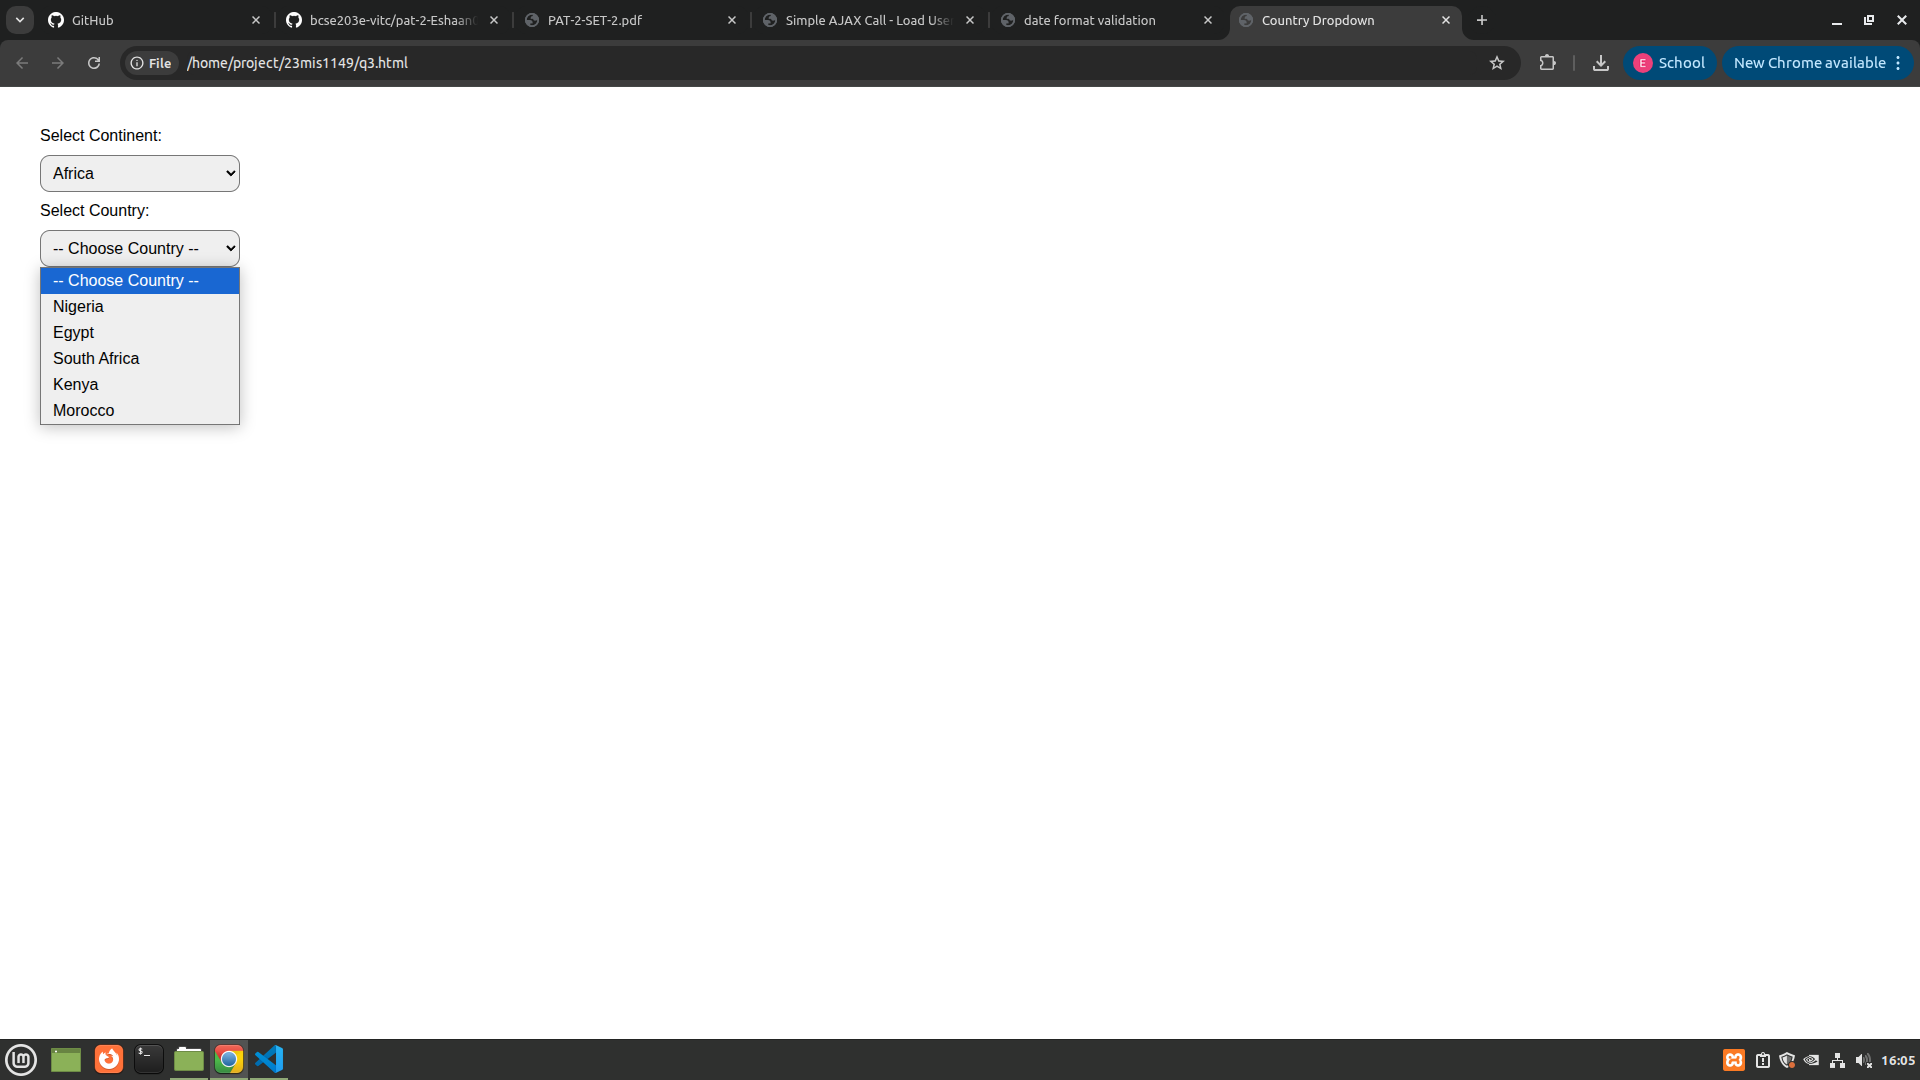 GitHub
bcse203e-vitc/pat-2-Eshaan
PAT-2-SET-2.pdf
Simple AJAX Call - Load Use
date format validation
Country Dropdown
File
/home/project/23mis1149/q3.html
E
School
New Chrome available
Select Continent:
Africa
Select Country:
-- Choose Country --
-- Choose Country --
Nigeria
Egypt
South Africa
Kenya
Morocco
$_
16:05